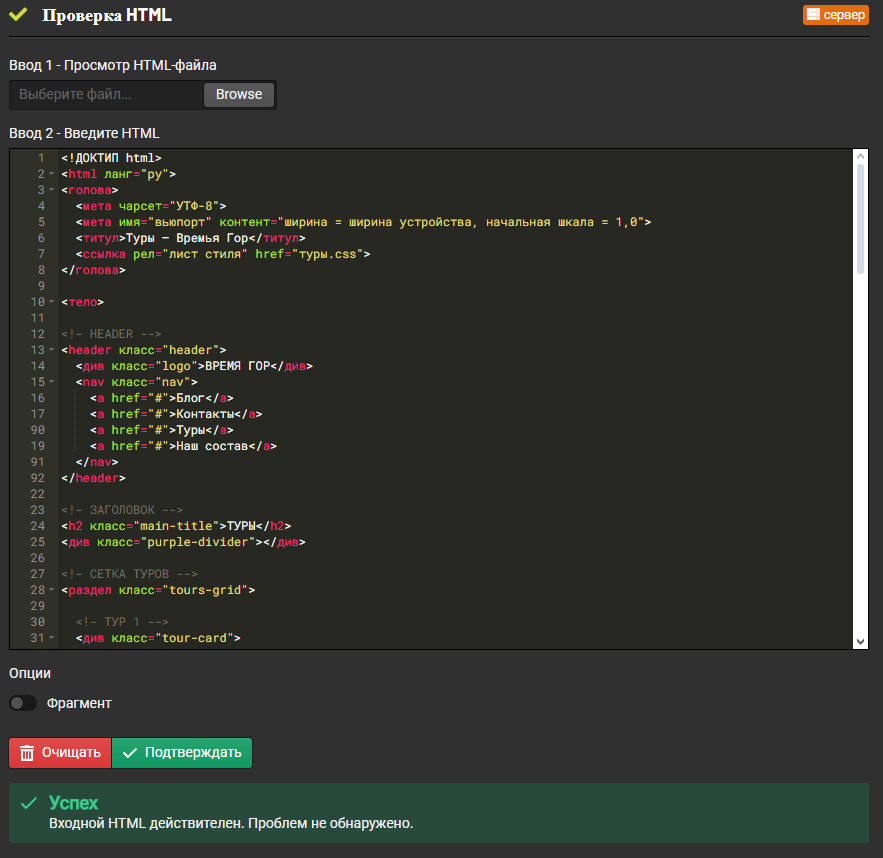 Проверка HTML
сервер
Ввод 1 - Просмотр HTML-файла
Выберите файл... Browse
Ввод 2 - Введите HTML
1 <!ДОКТИП html>
2 <html ланг="ру">
3 <голова>
4 <мета чарсет="УТФ-8">
5 <мета имя="вьюпорт" контент="ширина = ширина устройства, начальная шкала = 1,0">
6 <титул>Туры — Времья Гор</титул>
7 <ссылка рел="лист стиля" href="туры.css">
8 </голова>
9
10 <тело>
11
12 <!- HEADER -->
13 <header класс="header">
14 <див класс="logo">ВРЕМЯ ГОР</див>
15 <nav класс="nav">
16 <a href="#">Блог</a>
17 <a href="#">Контакты</a>
90 <a href="#">Туры</a>
19 <a href="#">Наш состав</a>
91 </nav>
92 </header>
22
23 <!- ЗАГОЛОВОК -->
24 <h2 класс="main-title">ТУРЫ</h2>
25 <див класс="purple-divider"></див>
26
27 <!- СЕТКА ТУРОВ -->
28 <раздел класс="tours-grid">
29
30 <!- ТУР 1 -->
31 <див класс="tour-card">
Опции
Фрагмент
Очищать Подтверждать
Успех
Входной HTML действителен. Проблем не обнаружено.